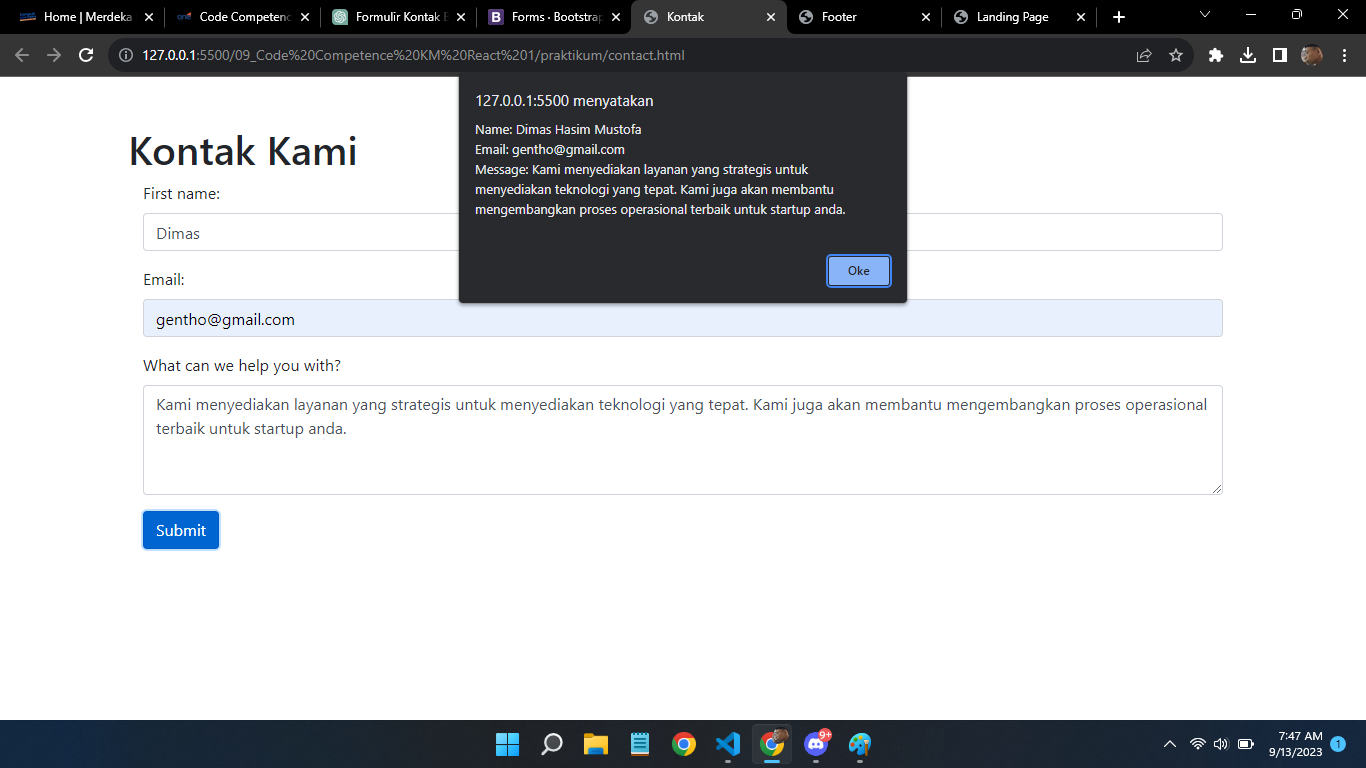 Home | Merdeka
Code Competenc
Formulir Kontak B
Forms · Bootstrap
Kontak
Footer
Landing Page
127.0.0.1:5500/09_Code%20Competence%20KM%20React%201/praktikum/contact.html
127.0.0.1:5500 menyatakan
Name: Dimas Hasim Mustofa
Email: gentho@gmail.com
Message: Kami menyediakan layanan yang strategis untuk
menyediakan teknologi yang tepat. Kami juga akan membantu
mengembangkan proses operasional terbaik untuk startup anda.
Oke
Kontak Kami
First name:
Dimas
Email:
gentho@gmail.com
What can we help you with?
Kami menyediakan layanan yang strategis untuk menyediakan teknologi yang tepat. Kami juga akan membantu mengembangkan proses operasional
terbaik untuk startup anda.
Submit
9+
7:47 AM
9/13/2023
1